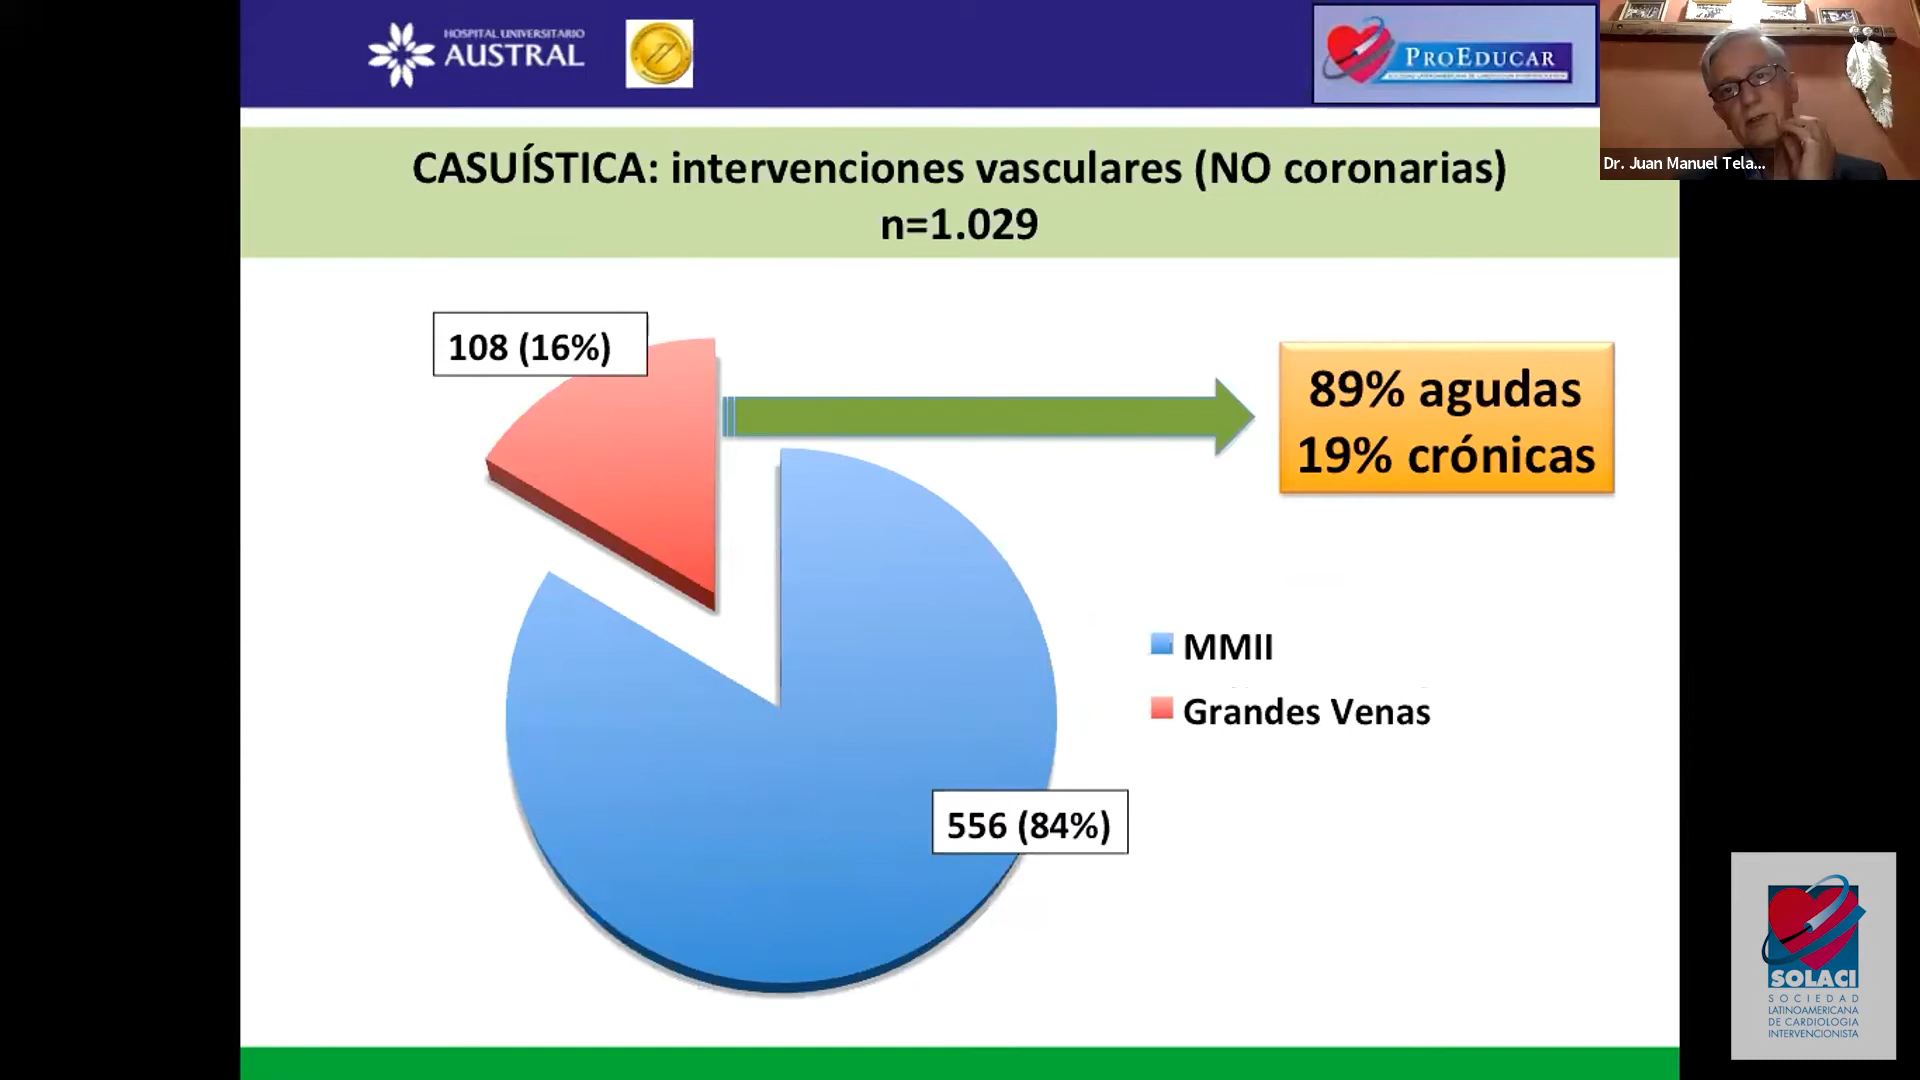 HOSPITAL UNIVERSITARIO
AUSTRAL
PROEDUCAR
Dr. Juan Manuel Tela...
CASUÍSTICA: intervenciones vasculares (NO coronarias)
n=1.029
108 (16%)
89% agudas
19% crónicas
MMII
Grandes Venas
556 (84%)
SOLACI
SOCIEDAD
LATINOAMERICANA
DE CARDIOLOGIA
INTERVENCIONISTA